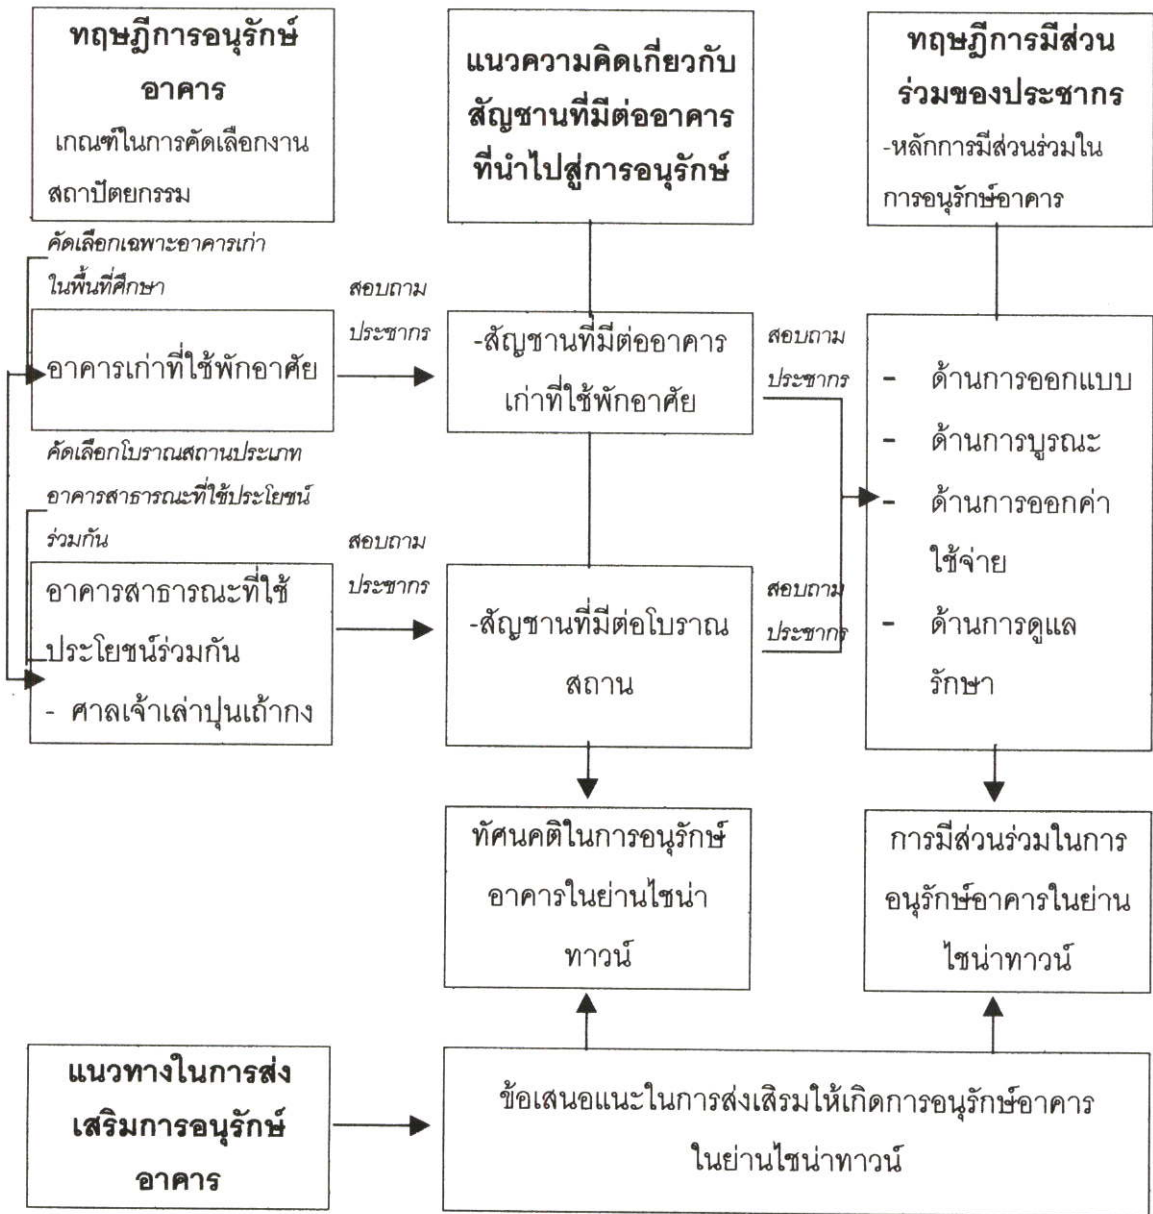 ทฤษฎีการอนุรักษ์
อาคาร
เกณฑ์ในการคัดเลือกงาน
สถาปัตยกรรม
แนวความคิดเกี่ยวกับ
สัญชานที่มีต่ออาคาร
ที่นำไปสู่การอนุรักษ์
ทฤษฎีการมีส่วน
ร่วมของประชากร
-หลักการมีส่วนร่วมใน
การอนุรักษ์อาคาร
คัดเลือกเฉพาะอาคารเก่า
ในพื้นที่ศึกษา
อาคารเก่าที่ใช้พักอาศัย
สอบถาม
ประชากร
-สัญชานที่มีต่ออาคาร
เก่าที่ใช้พักอาศัย
สอบถาม
ประชากร
- ด้านการออกแบบ
- ด้านการบูรณะ
- ด้านการออกค่า
ใช้จ่าย
- ด้านการดูแล
รักษา
คัดเลือกโบราณสถานประเภท
อาคารสาธารณะที่ใช้ประโยชน์
ร่วมกัน
อาคารสาธารณะที่ใช้
ประโยชน์ร่วมกัน
- ศาลเจ้าเล่าปุนเถ้ากง
สอบถาม
ประชากร
-สัญชานที่มีต่อโบราณ
สถาน
สอบถาม
ประชากร
ทัศนคติในการอนุรักษ์
อาคารในย่านไชน่า
ทาวน์
การมีส่วนร่วมในการ
อนุรักษ์อาคารในย่าน
ไชน่าทาวน์
แนวทางในการส่ง
เสริมการอนุรักษ์
อาคาร
ข้อเสนอแนะในการส่งเสิรมให้เกิดการอนุรักษ์อาคาร
ในย่านไชน่าทาวน์